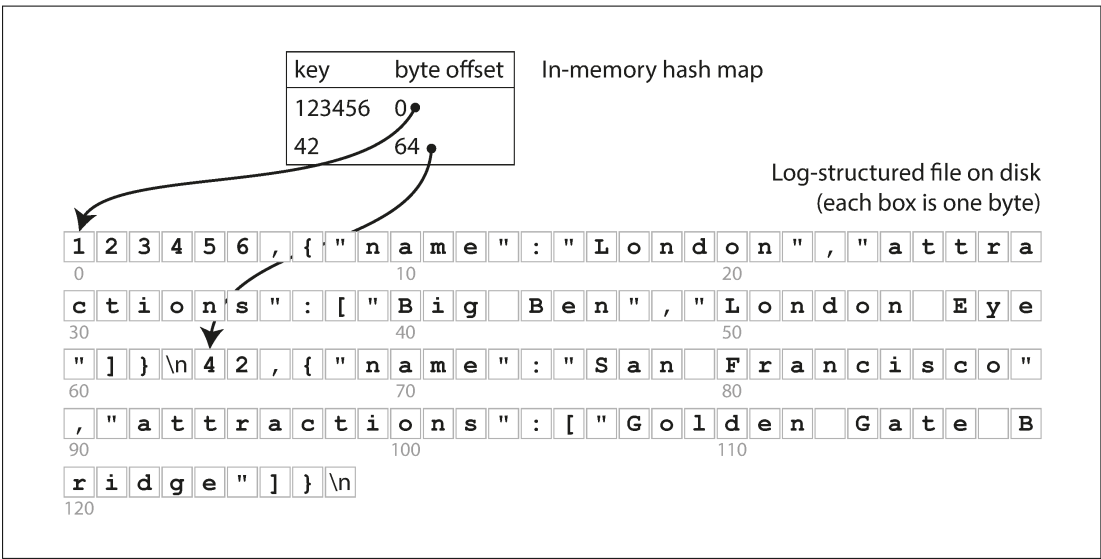 key byte offset
In-memory hash map
123456 0
42 64
Log-structured file on disk
(each box is one byte)
123456,{"name":"London","attra
0 10 20
ctions":["Big Ben","London Eye
30 40 50
"]}\n42,{"name":"San Francisco"
60 70 80
,"attractions":["Golden Gate B
90 100 110
ridge"]}\n
120